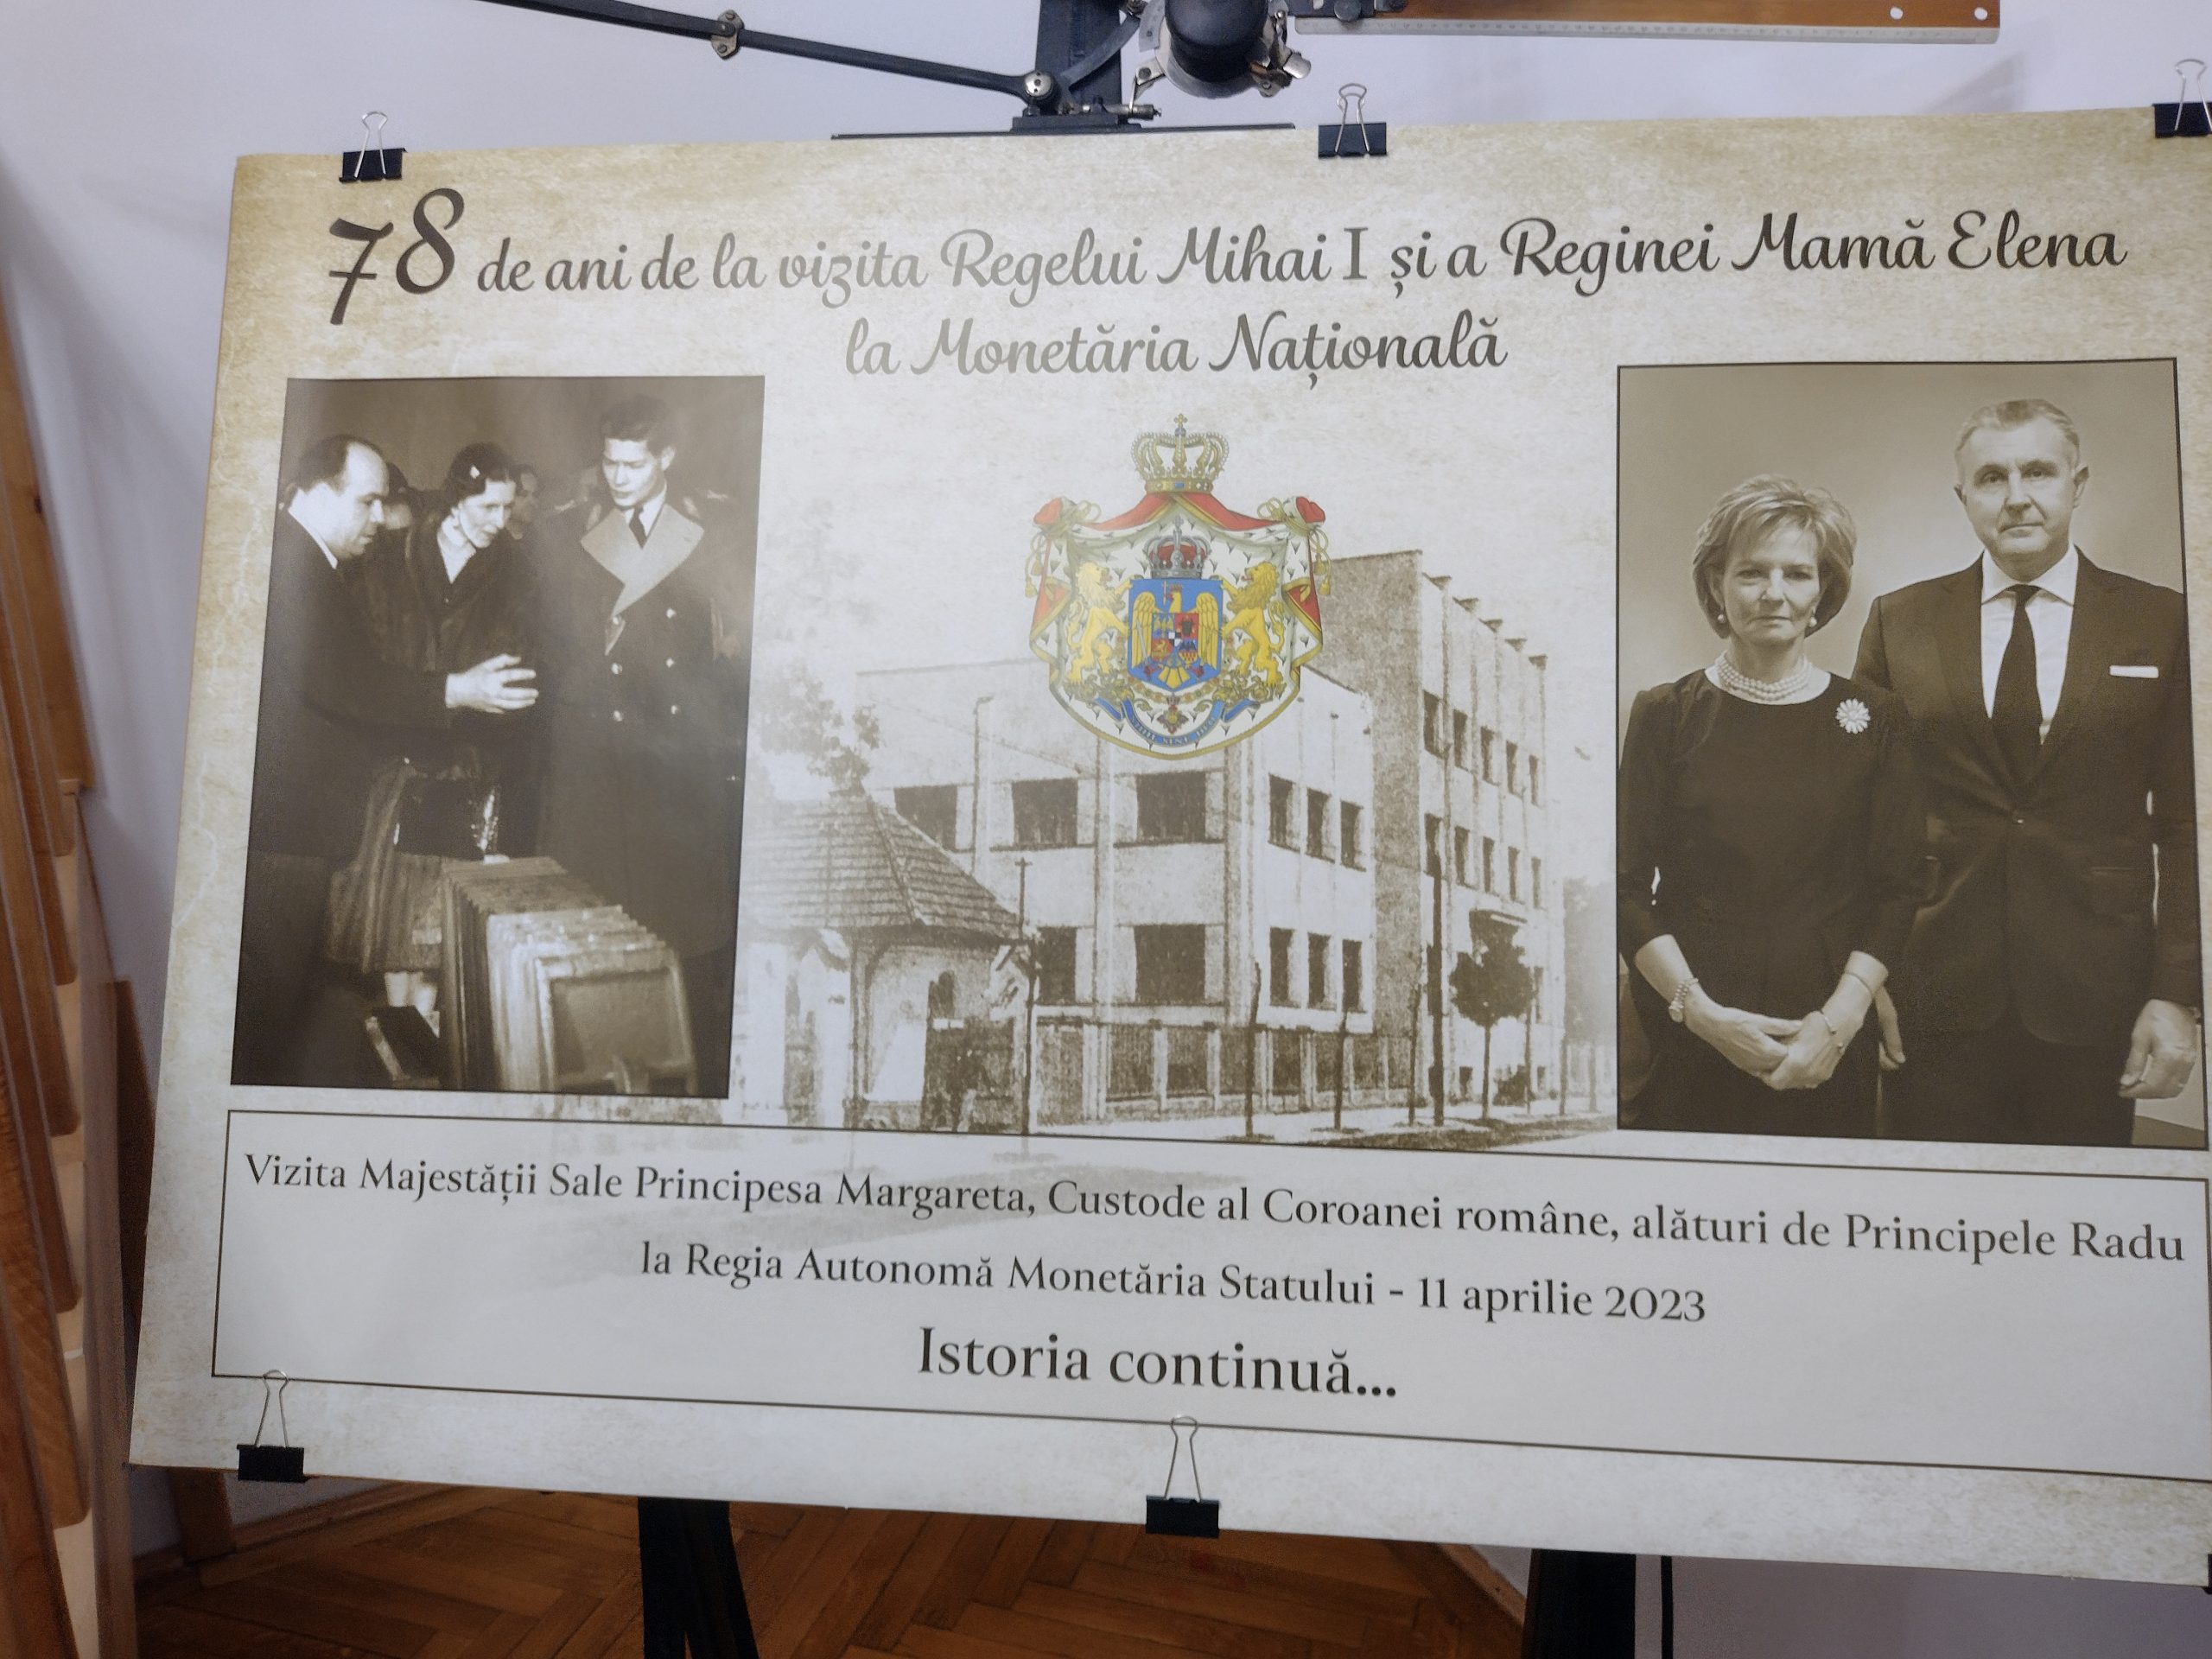 78 de ani de la vizita Regelui Mihai I și a Reginei Mamă Elena
la Monetăria Națională
Vizita Majestății Sale Principesa Margareta, Custode al Coroanei române, alături de Principele Radu
la Regia Autonomă Monetăria Statului - 11 aprilie 2023
Istoria continuă...